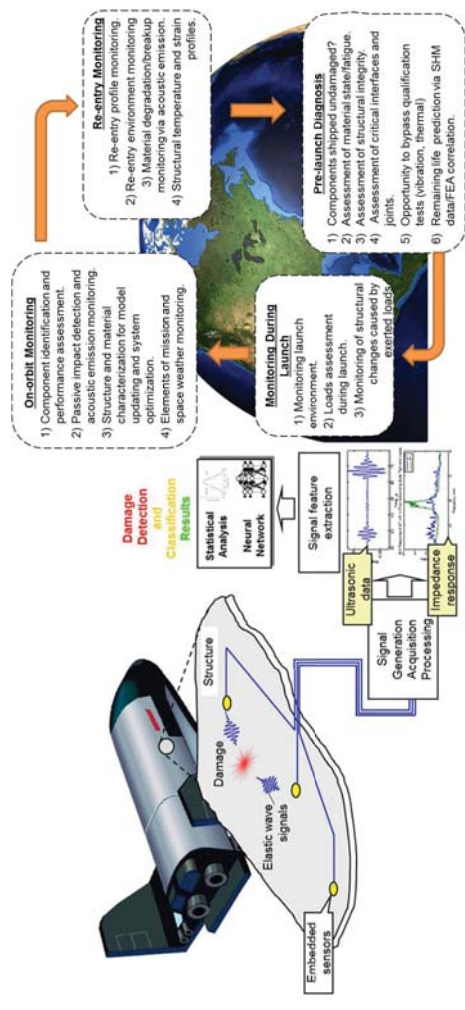 Embedded
sensors
Elastic wave
signals
Damage
Structure
Signal
Generation
Acquisition
Processing
Ultrasonic data
Impedance
response
Signal feature
extraction
Statistical
Analysis
Neural
Network
Damage
Detection
and
Classification
Results
On-orbit Monitoring
1) Component identification and
performance assessment.
2) Passive impact detection and
acoustic emission monitoring.
3) Structure and material
characterization for model
updating and system
optimization.
4) Elements of mission and
space weather monitoring.
Re-entry Monitoring
1) Re-entry profile monitoring.
2) Re-entry environment monitoring
3) Material degradation/breakup
monitoring via acoustic emission.
4) Structural temperature and strain
profiles.
Monitoring During
Launch
1) Monitoring launch
environment.
2) Loads assessment
during launch.
3) Monitoring of structural
changes caused by
exerted loads
Pre-launch Diagnosis
1) Components shipped undamaged?
2) Assessment of material state/fatigue.
3) Assessment of structural integrity.
4) Assessment of critical interfaces and
joints.
5) Opportunity to bypass qualification
tests (vibration, thermal)
6) Remaining life prediction via SHM
data/FEA correlation.